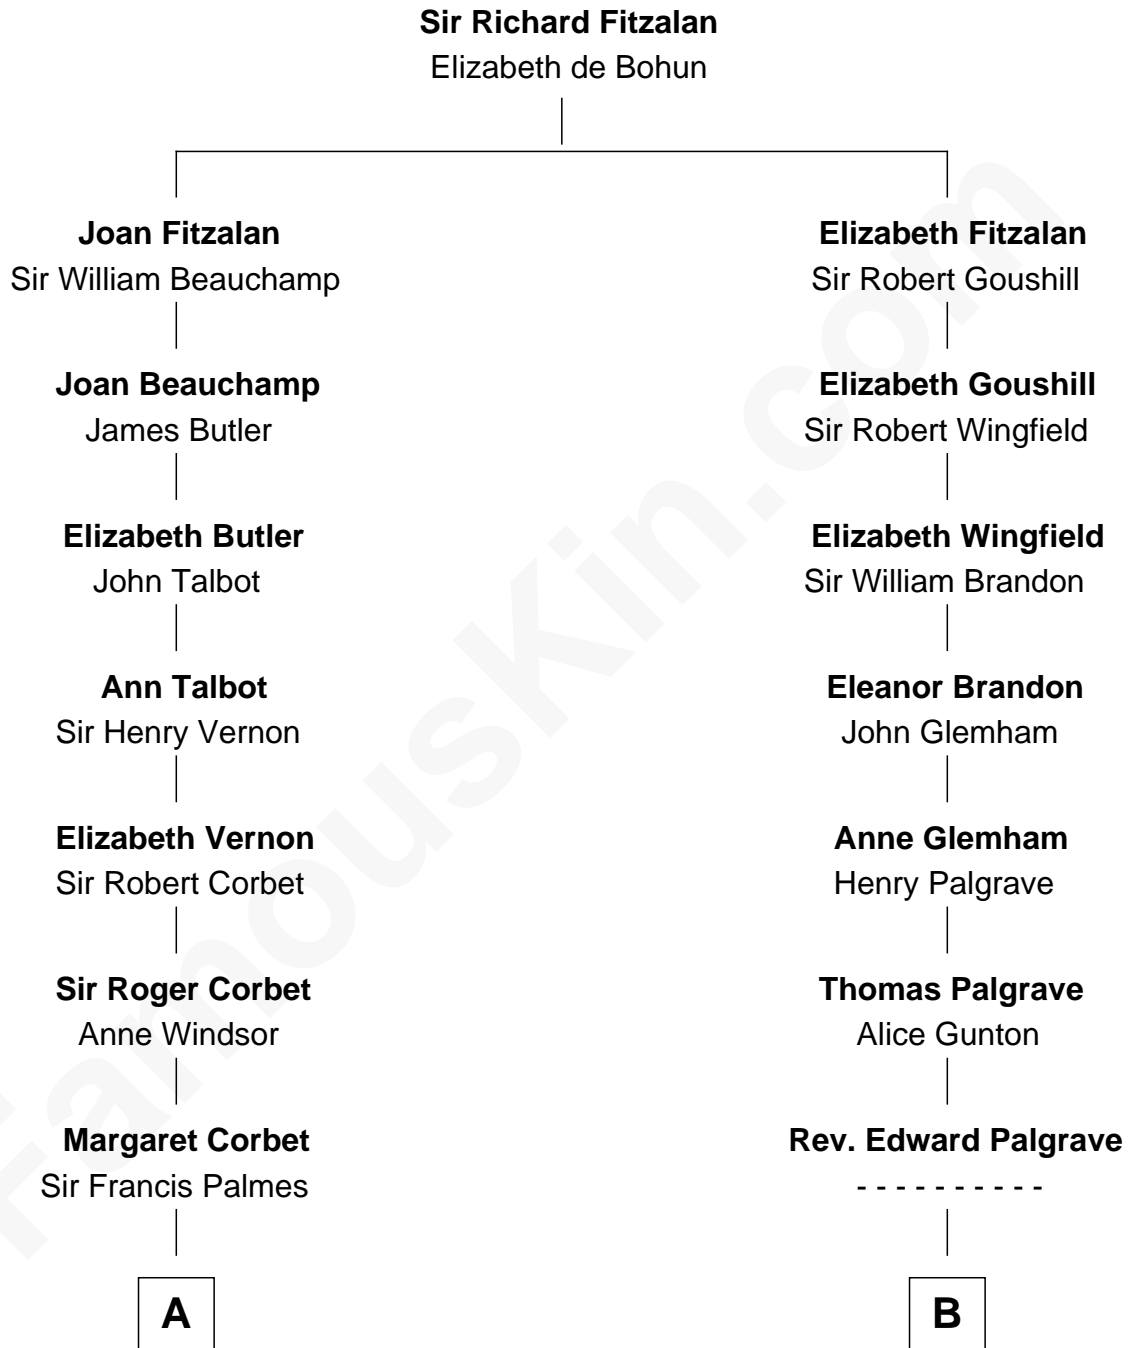 Sir Richard Fitzalan
Elizabeth de Bohun
Joan Fitzalan
Sir William Beauchamp
Elizabeth Fitzalan
Sir Robert Goushill
Joan Beauchamp
James Butler
Elizabeth Goushill
Sir Robert Wingfield
Elizabeth Butler
John Talbot
Elizabeth Wingfield
Sir William Brandon
Ann Talbot
Sir Henry Vernon
Eleanor Brandon
John Glemham
Elizabeth Vernon
Sir Robert Corbet
Anne Glemham
Henry Palgrave
Sir Roger Corbet
Anne Windsor
Thomas Palgrave
Alice Gunton
Margaret Corbet
Sir Francis Palmes
Rev. Edward Palgrave
- - - - - - - - - -
A
B
FamousKin.com